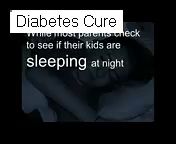 Diabetes Cure
While most parents check
to see if their kids are
sleeping at night